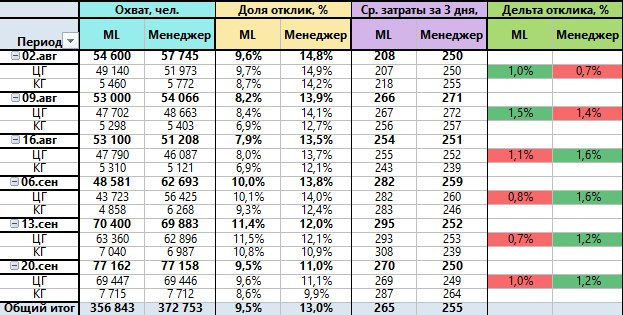 Охват, чел. Доля отклик, % Ср. затраты за 3 дня, Дельта отклика, %
Период ML Менеджер ML Менеджер ML Менеджер ML Менеджер
02.авг 54 600 57 745 9,6% 14,8% 208 250
ЦГ 49 140 51 973 9,7% 14,9% 207 250 1,0% 0,7%
КГ 5 460 5 772 8,7% 14,2% 218 255
09.авг 53 000 54 066 8,2% 13,9% 266 271
ЦГ 47 702 48 663 8,4% 14,1% 267 272 1,5% 1,4%
КГ 5 298 5 403 6,9% 12,7% 256 257
16.авг 53 100 51 208 7,9% 13,5% 254 251
ЦГ 47 790 46 087 8,0% 13,7% 255 252 1,1% 1,6%
КГ 5 310 5 121 6,9% 12,1% 243 239
06.сен 48 581 62 693 10,0% 13,8% 282 259
ЦГ 43 723 56 425 10,1% 14,0% 282 260 0,8% 1,6%
КГ 4 858 6 268 9,3% 12,4% 283 246
13.сен 70 400 69 883 11,4% 12,0% 295 252
ЦГ 63 360 62 896 11,5% 12,1% 293 253 0,7% 1,2%
КГ 7 040 6 987 10,8% 10,9% 308 239
20.сен 77 162 77 158 9,5% 11,0% 270 250
ЦГ 69 447 69 446 9,6% 11,1% 269 249 1,0% 1,2%
КГ 7 715 7 712 8,6% 9,9% 287 264
Общий итог 356 843 372 753 9,5% 13,0% 265 255